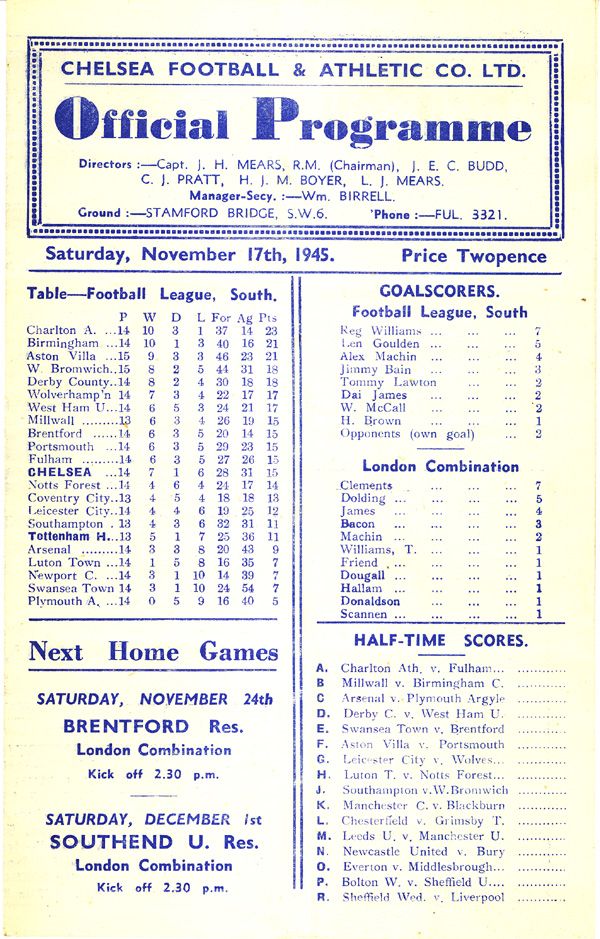 CHELSEA FOOTBALL & ATHLETIC CO. LTD.
Official Programme
Directors :—Capt. J. H. MEARS, R.M. (Chairman), J. E. C. BUDD,
C. J. PRATT, H. J. M. BOYER, L. J. MEARS.
Manager-Secy. :—Wm. BIRRELL.
Ground :—STAMFORD BRIDGE, S.W.6. 'Phone :—FUL. 3321.
Saturday, November 17th, 1945. Price Twopence
Table—Football League, South.
P W D L For Ag Pts
Charlton A. ...14 10 3 1 37 14 23
Birmingham ...14 10 1 3 40 16 21
Aston Villa ...15 9 3 3 46 23 21
W. Bromwich..15 8 2 5 44 31 18
Derby County..14 8 2 4 30 18 18
Wolverhamp'n 14 7 3 4 22 17 17
West Ham U...14 6 5 3 24 21 17
Millwall .........13 6 3 4 26 19 15
Brentford ......14 6 3 5 20 14 15
Portsmouth ...14 6 3 5 29 23 15
Fulham .........14 6 3 5 27 26 15
CHELSEA ...14 7 1 6 28 31 15
Notts Forest ...14 4 6 4 24 17 14
Coventry City..13 4 5 4 18 18 13
Leicester City..14 4 4 6 19 25 12
Southampton . 13 4 3 6 32 31 11
Tottenham H...13 5 1 7 25 36 11
Arsenal .........14 3 3 8 20 43 9
Luton Town ...14 1 5 8 16 35 7
Newport C. ...14 3 1 10 14 39 7
Swansea Town 14 3 1 10 24 54 7
Plymouth A. ...14 0 5 9 16 40 5
Next Home Games
SATURDAY, NOVEMBER 24th
BRENTFORD Res.
London Combination
Kick off 2.30 p.m.
SATURDAY, DECEMBER 1st
SOUTHEND U. Res.
London Combination
Kick off 2.30 p.m.
GOALSCORERS.
Football League, South
Reg Williams ... ... ... 7
Len Goulden ... ... ... 5
Alex Machin ... ... ... 4
Jimmy Bain ... ... ... 3
Tommy Lawton ... ... 2
Dai James ... ... ... 2
W. McCall ... ... ... 2
H. Brown ... ... ... 1
Opponents (own goal) ... 2
London Combination
Clements ... ... ... 7
Dolding ... ... ... 5
James ... ... ... 4
Bacon ... ... ... 3
Machin ... ... ... 2
Williams, T. ... ... 1
Friend ... ... ... 1
Dougall ... ... ... 1
Hallam ... ... ... 1
Donaldson ... ... 1
Scannen ... ... ... 1
HALF-TIME SCORES.
A. Charlton Ath. v. Fulham... ............
B Millwall v. Birmingham C. ............
C Arsenal v. Plymouth Argyle ............
D. Derby C. v. West Ham U. ............
E. Swansea Town v. Brentford ............
F. Aston Villa v. Portsmouth ............
G. Leicester City v. Wolves... ............
H. Luton T. v. Notts Forest... ............
J. Southampton v.W.Bromwich ............
K. Manchester C. v. Blackburn ............
L. Chesterfield v. Grimsby T. ............
M. Leeds U. v. Manchester U. ............
N. Newcastle United v. Bury ............
O. Everton v. Middlesbrough... ............
P. Bolton W. v. Sheffield U.... ............
R. Sheffield Wed. v. Liverpool ............